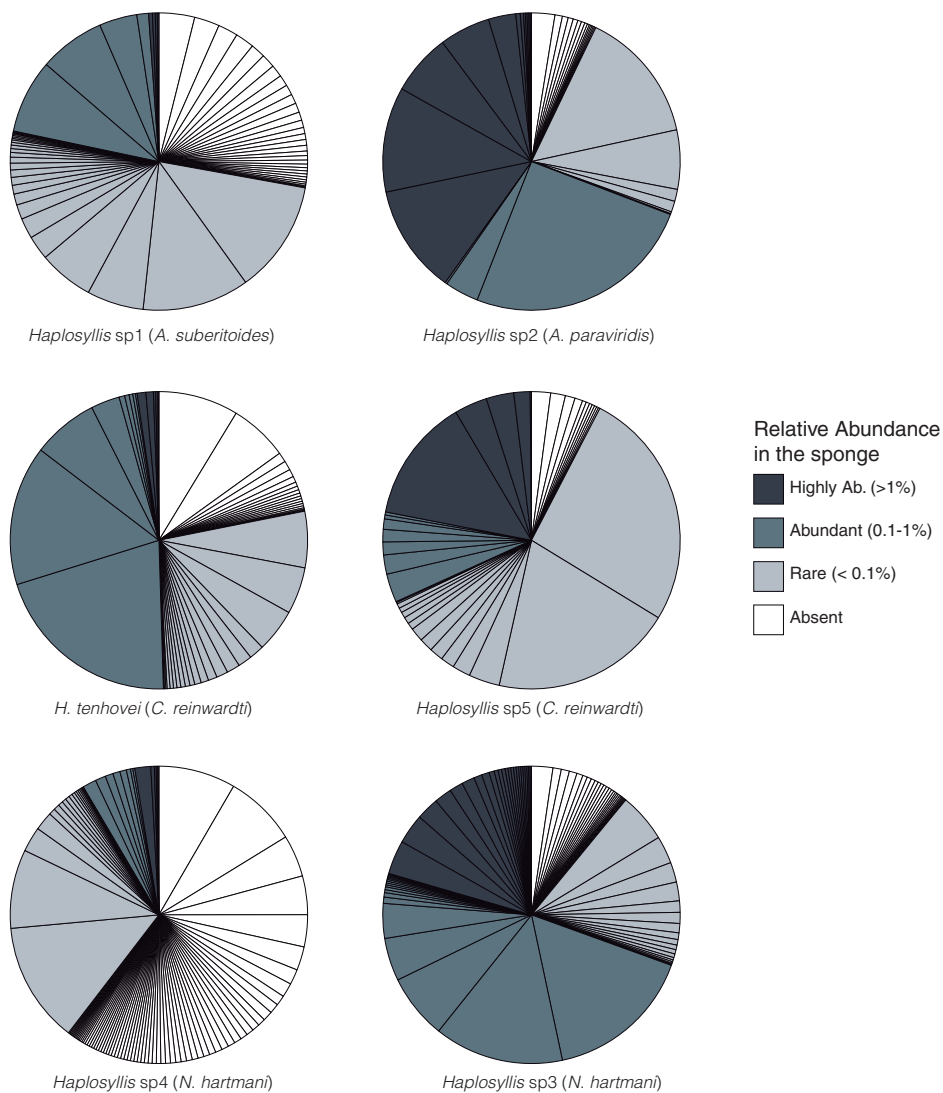 Haplosyllis sp1 (A. suberitoides)
Haplosyllis sp2 (A. paraviridis)
H. tenhovei (C. reinwardti)
Haplosyllis sp5 (C. reinwardti)
Relative Abundance
in the sponge
Highly Ab. (>1%)
Abundant (0.1-1%)
Rare (< 0.1%)
Absent
Haplosyllis sp4 (N. hartmani)
Haplosyllis sp3 (N. hartmani)